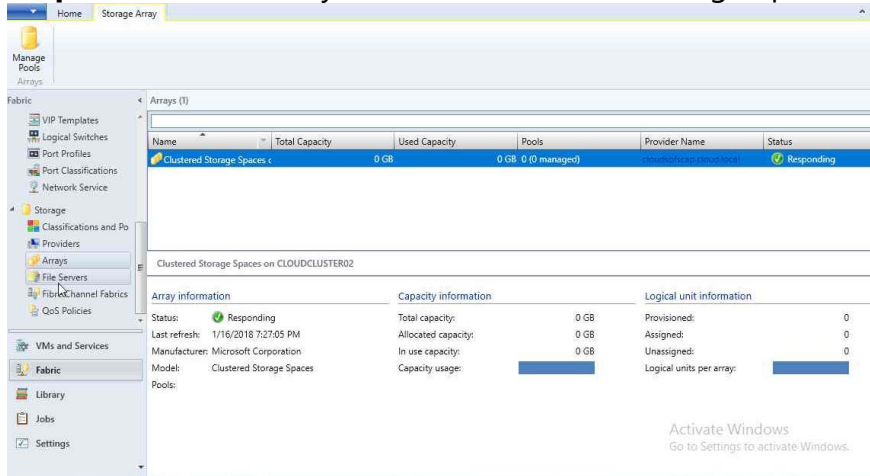 Home Storage Array
Manage
Pools
Arrays
Fabric
VIP Templates
Logical Switches
Port Profiles
Port Classifications
Network Service
Storage
Classifications and Po
Providers
Arrays
File Servers
Fibre Channel Fabrics
QoS Policies
VMs and Services
Fabric
Library
Jobs
Settings
Arrays (1)
Name Total Capacity Used Capacity Pools Provider Name Status
Clustered Storage Spaces c 0 GB 0 GB 0 (0 managed) Responding
Clustered Storage Spaces on CLOUDCLUSTER02
Array information
Status: Responding
Last refresh: 1/16/2018 7:27:05 PM
Manufacturer: Microsoft Corporation
Model: Clustered Storage Spaces
Pools:
Capacity information
Total capacity: 0 GB
Allocated capacity: 0 GB
In use capacity: 0 GB
Capacity usage:
Logical unit information
Provisioned: 0
Assigned: 0
Unassigned: 0
Logical units per array:
Activate Windows
Go to Settings to activate Windows.